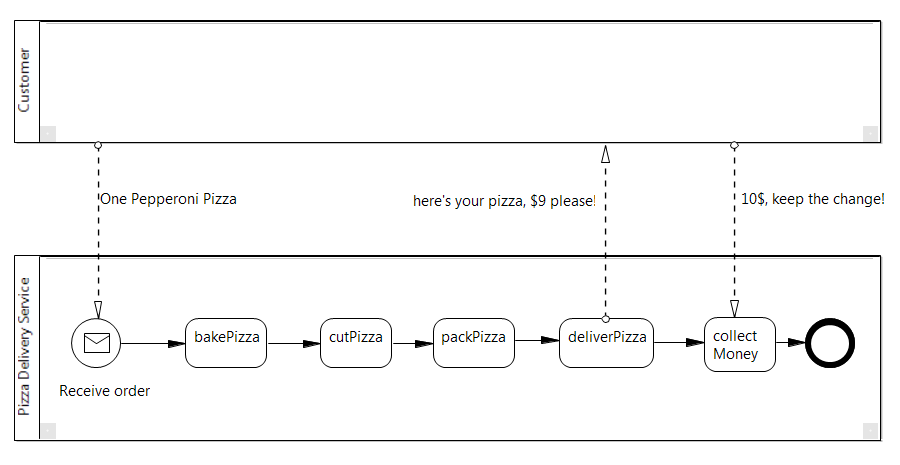 Customer
One Pepperoni Pizza
here's your pizza, $9 please!
10$, keep the change!
Pizza Delivery Service
bakePizza
cutPizza
packPizza
deliverPizza
collect
Money
Receive order